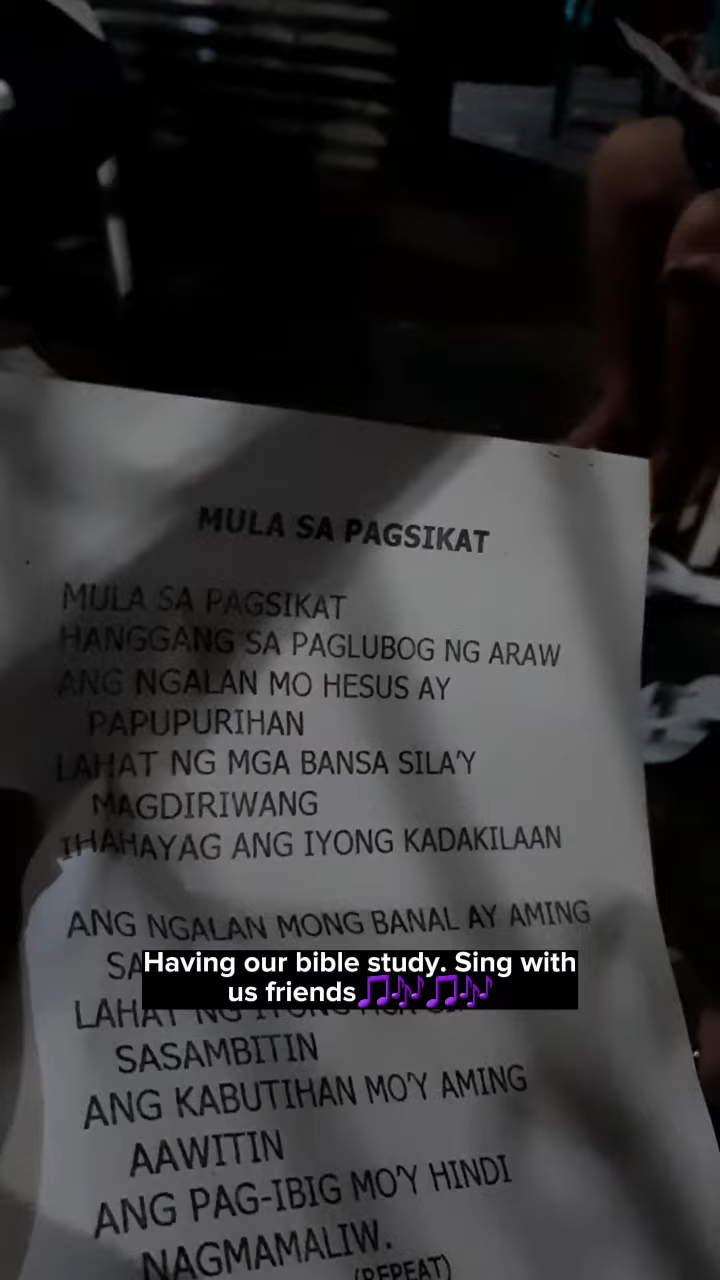 MULA SA PAGSIKAT
MULA SA PAGSIKAT
HANGGANG SA PAGLUBOG NG ARAW
ANG NGALAN MO HESUS AY
PAPUPURIHAN
LAHAT NG MGA BANSA SILA'Y
MAGDIRIWANG
IHAHAYAG ANG IYONG KADAKILAAN
ANG NGALAN MONG BANAL AY AMING
Having our bible study. Sing with
us friends🎵🎶🎵🎶
LAHAT NG IYONG
SASAMBITIN
ANG KABUTIHAN MO'Y AMING
AAWITIN
ANG PAG-IBIG MO'Y HINDI
NAGMAMALIW.
(REPEAT)